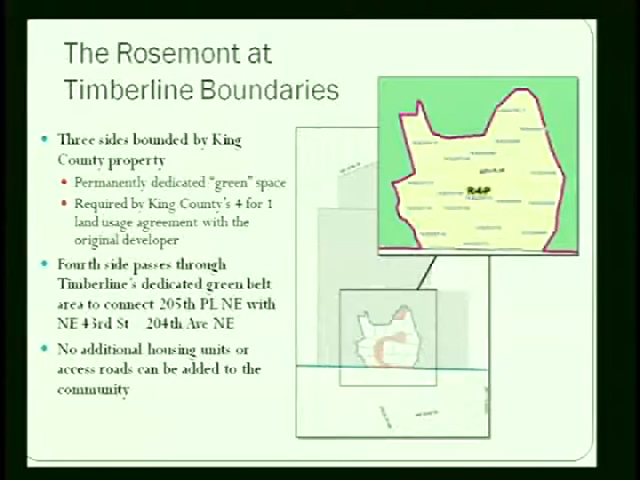 The Rosemont at
Timberline Boundaries
Three sides bounded by King
County property
Permanently dedicated "green" space
Required by King County's 4 for 1
land usage agreement with the
original developer
Fourth side passes through
Timberline's dedicated green belt
area to connect 205th PL NE with
NE 43rd St 204th Ave NE
No additional housing units or
access roads can be added to the
community
R4P